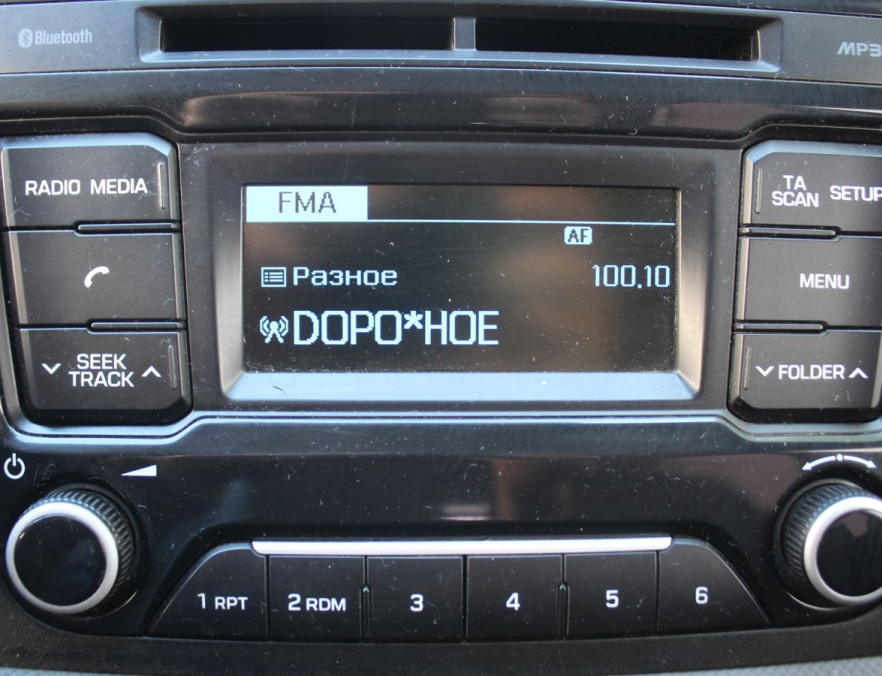 Bluetooth
MP3
RADIO MEDIA
SEEK
TRACK
FMA
AF
Разное 100.10
DOPO*HOE
TA
SCAN
SETUP
MENU
FOLDER
1 RPT
2 RDM
3
4
5
6